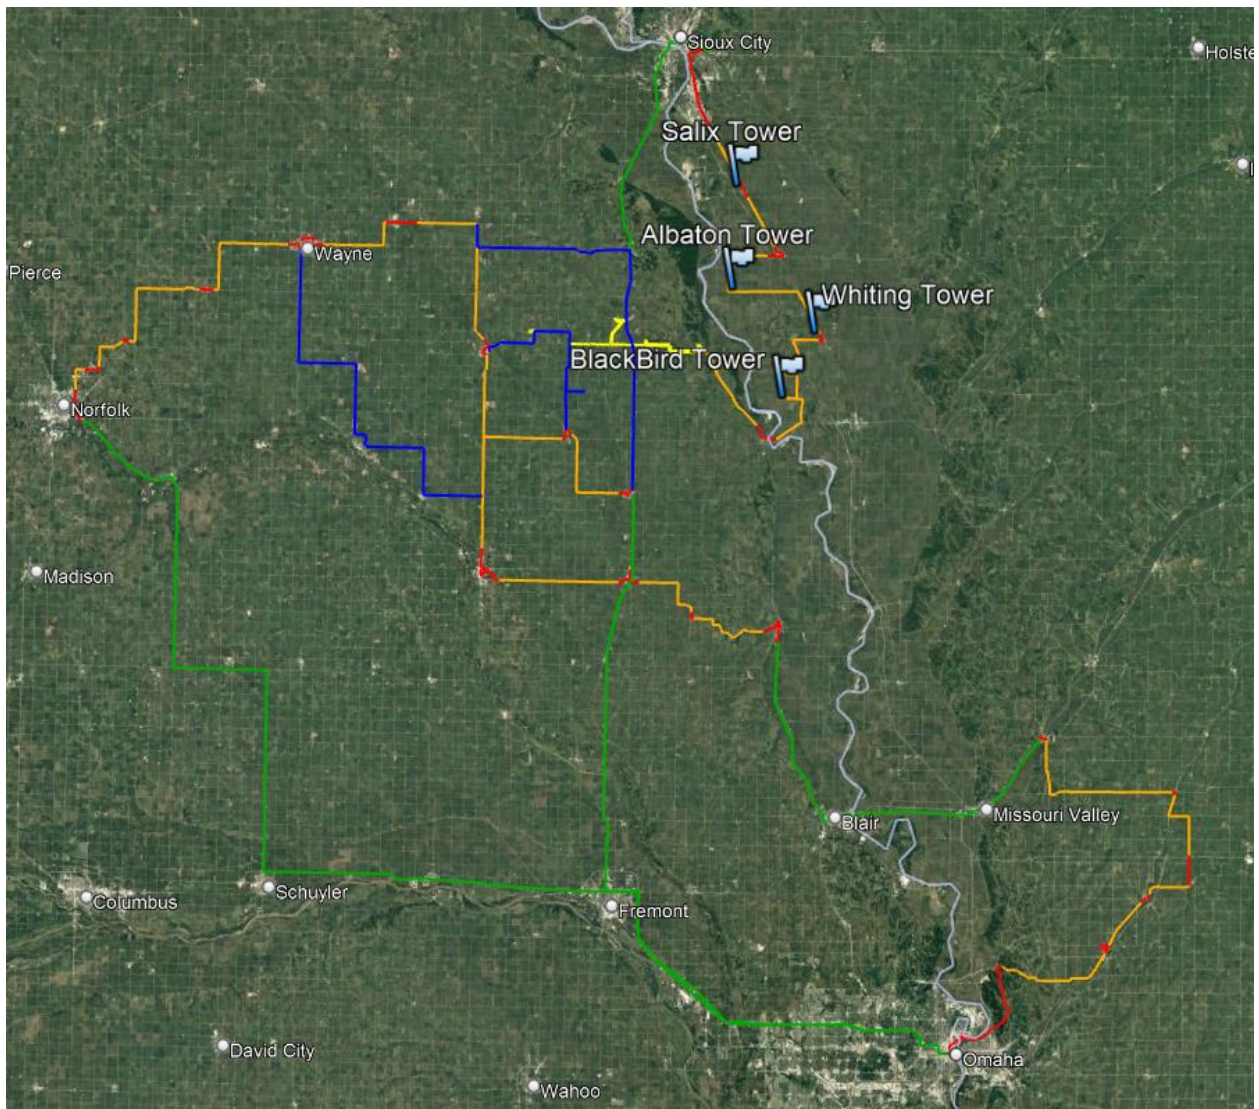 Sioux City
Holste
Salix Tower
Albaton Tower
Wayne
Pierce
Whiting Tower
BlackBird Tower
Norfolk
Madison
Missouri Valley
Blair
Schuyler
Columbus
Fremont
David City
Omaha
Wahoo